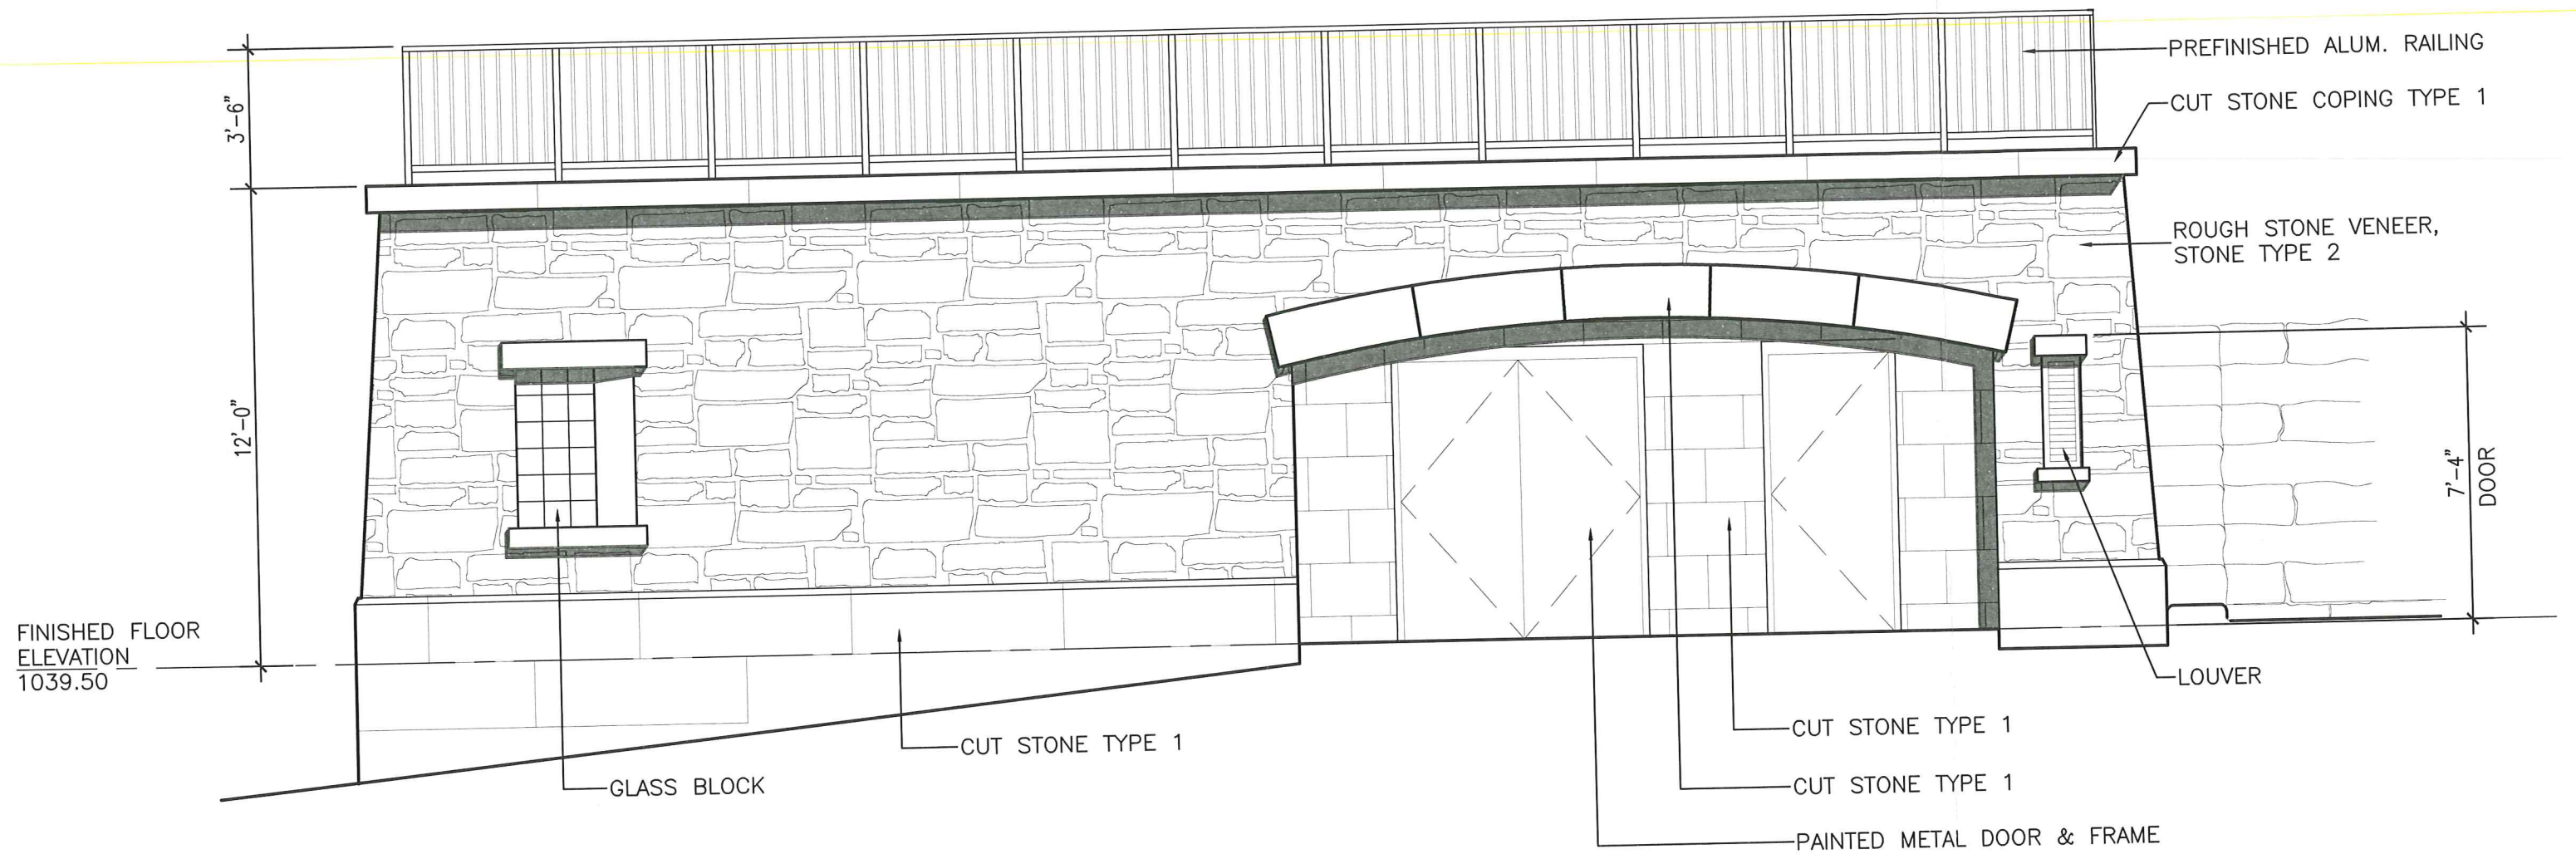 PREFINISHED ALUM. RAILING
CUT STONE COPING TYPE 1
3'-6"
ROUGH STONE VENEER,
STONE TYPE 2
12'-0"
7'-4"
DOOR
FINISHED FLOOR
ELEVATION
1039.50
LOUVER
CUT STONE TYPE 1
CUT STONE TYPE 1
GLASS BLOCK
CUT STONE TYPE 1
PAINTED METAL DOOR & FRAME